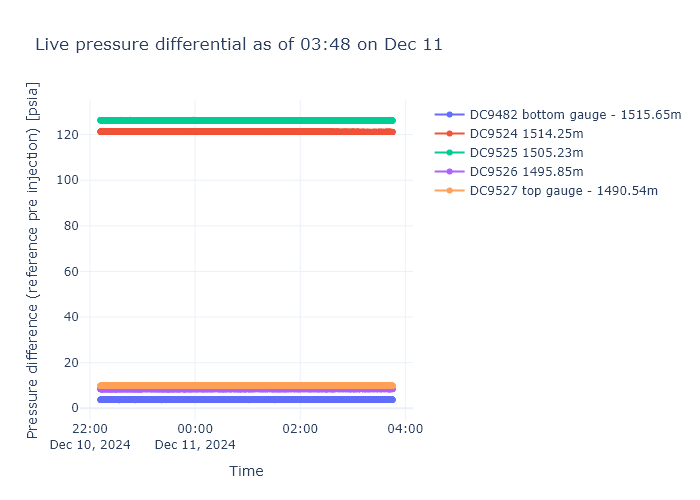 Live pressure differential as of 03:48 on Dec 11
Pressure difference (reference pre injection) [psia]
120
100
80
60
40
20
0
22:00
Dec 10, 2024
00:00
Dec 11, 2024
02:00
04:00
Time
DC9482 bottom gauge - 1515.65m
DC9524 1514.25m
DC9525 1505.23m
DC9526 1495.85m
DC9527 top gauge - 1490.54m